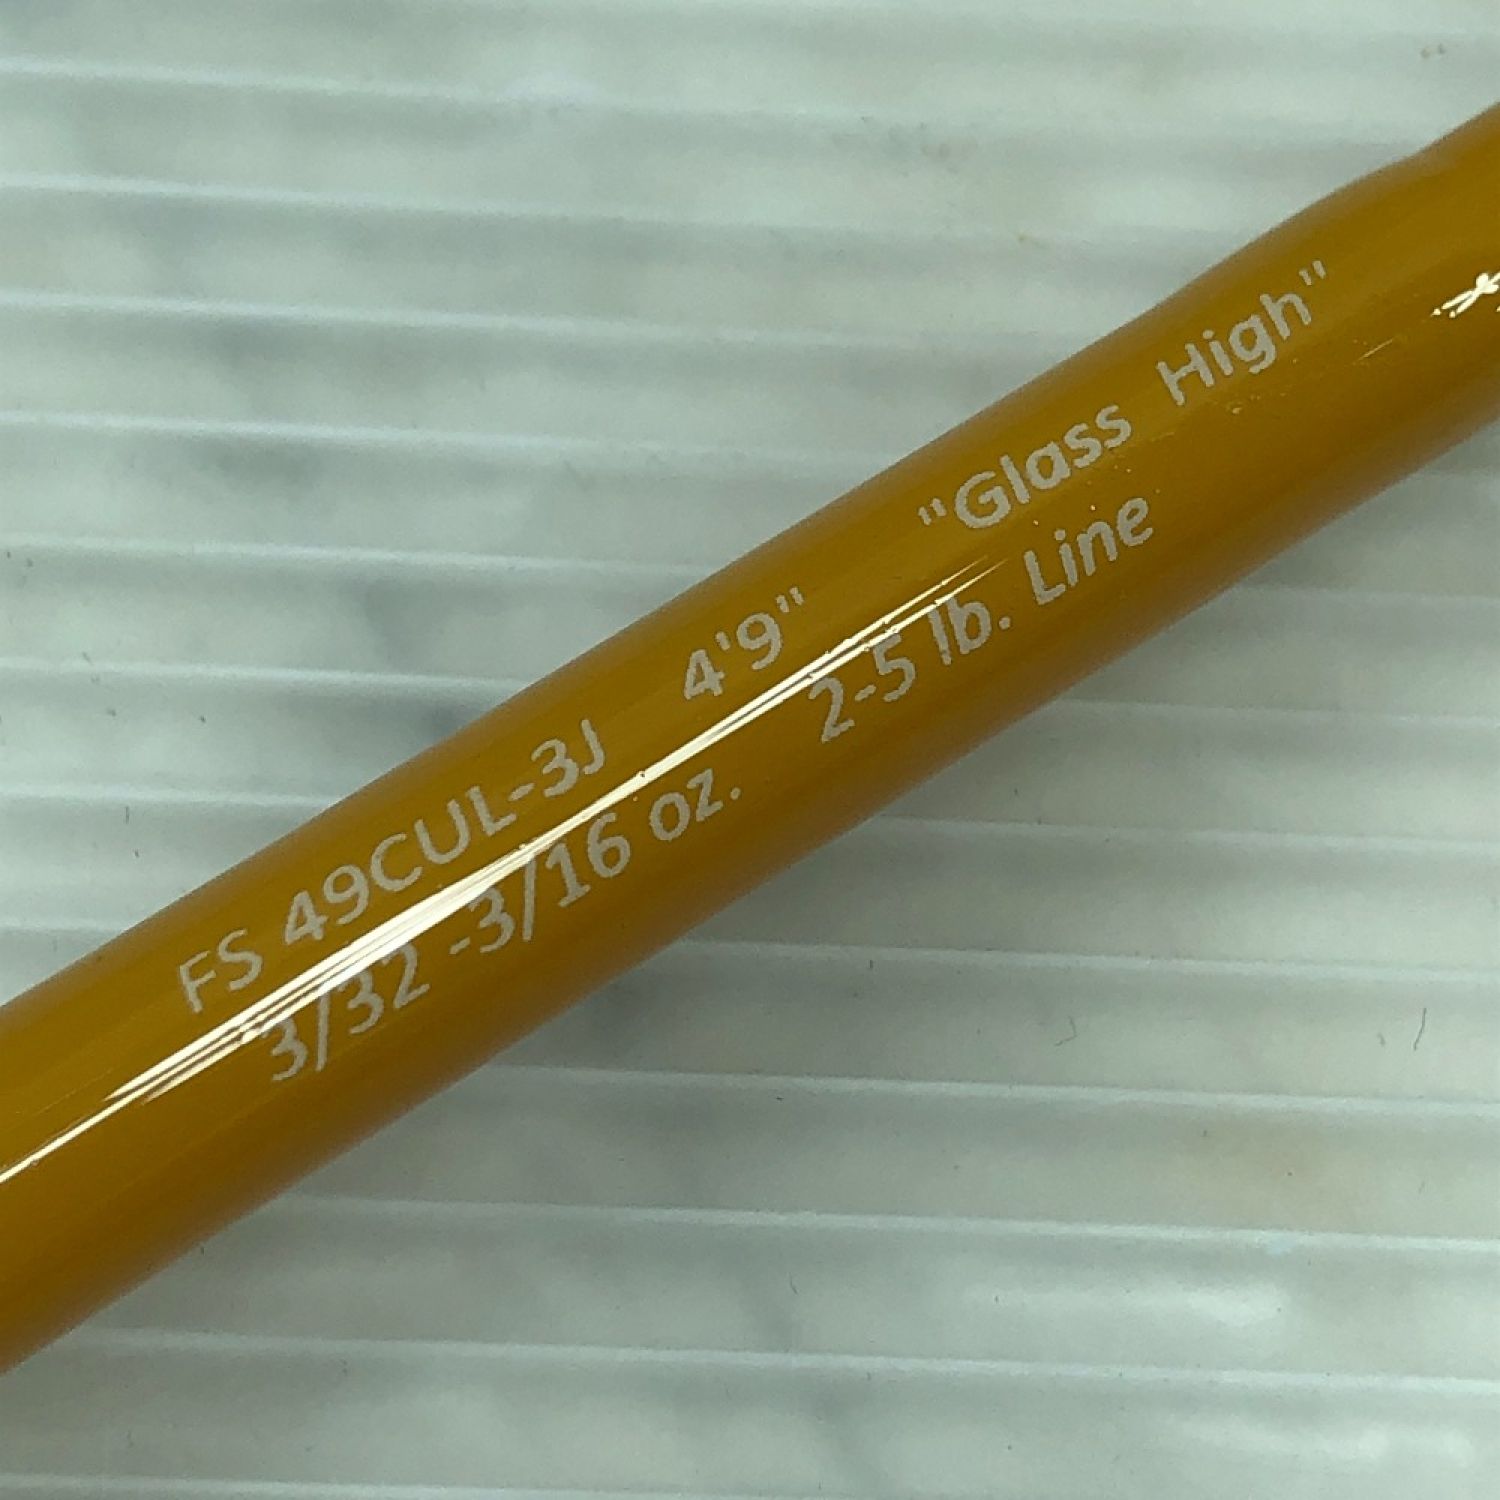 FS 49CUL-3J 4'9" "Glass High"
3/32 -3/16 oz. 2-5 lb. Line